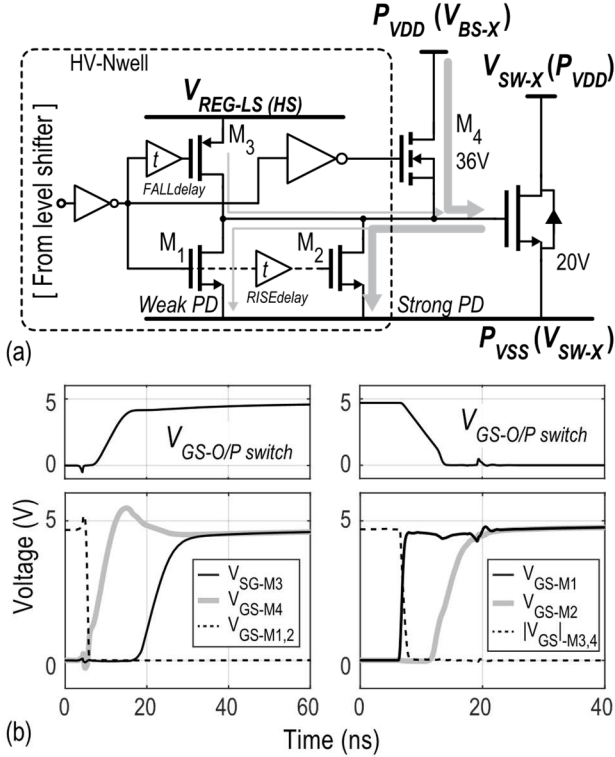 P_VDD (V_BS-X)
HV-Nwell
V_SW-X (P_VDD)
V_REG-LS (HS)
M_3
M_4
36V
t
FALLdelay
[ From level shifter ]
M_1
M_2
t
RISEdelay
20V
Weak PD
Strong PD
(a)
P_VSS (V_SW-X)
5
0
V_GS-O/P switch
5
0
V_GS-O/P switch
Voltage (V)
5
0
V_SG-M3
V_GS-M4
V_GS-M1,2
0
20
40
60
5
0
V_GS-M1
V_GS-M2
|V_GS|-M3,4
0
20
40
(b)
Time (ns)